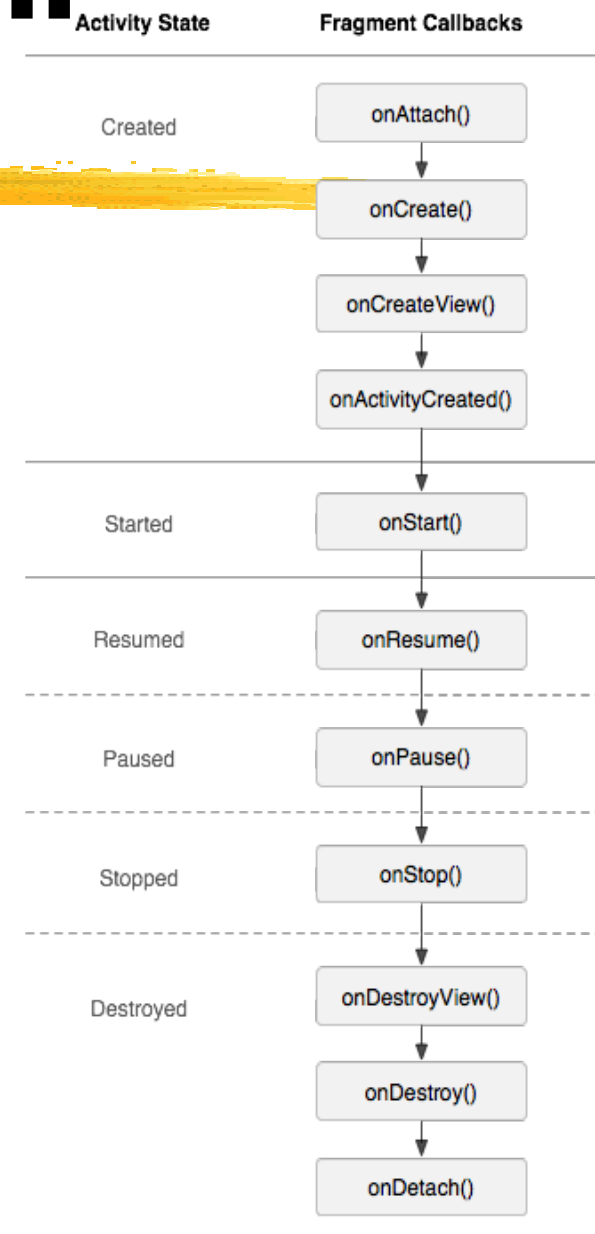 Activity State Fragment Callbacks
Created onAttach()
onCreate()
onCreateView()
onActivityCreated()
Started onStart()
Resumed onResume()
Paused onPause()
Stopped onStop()
Destroyed onDestroyView()
onDestroy()
onDetach()